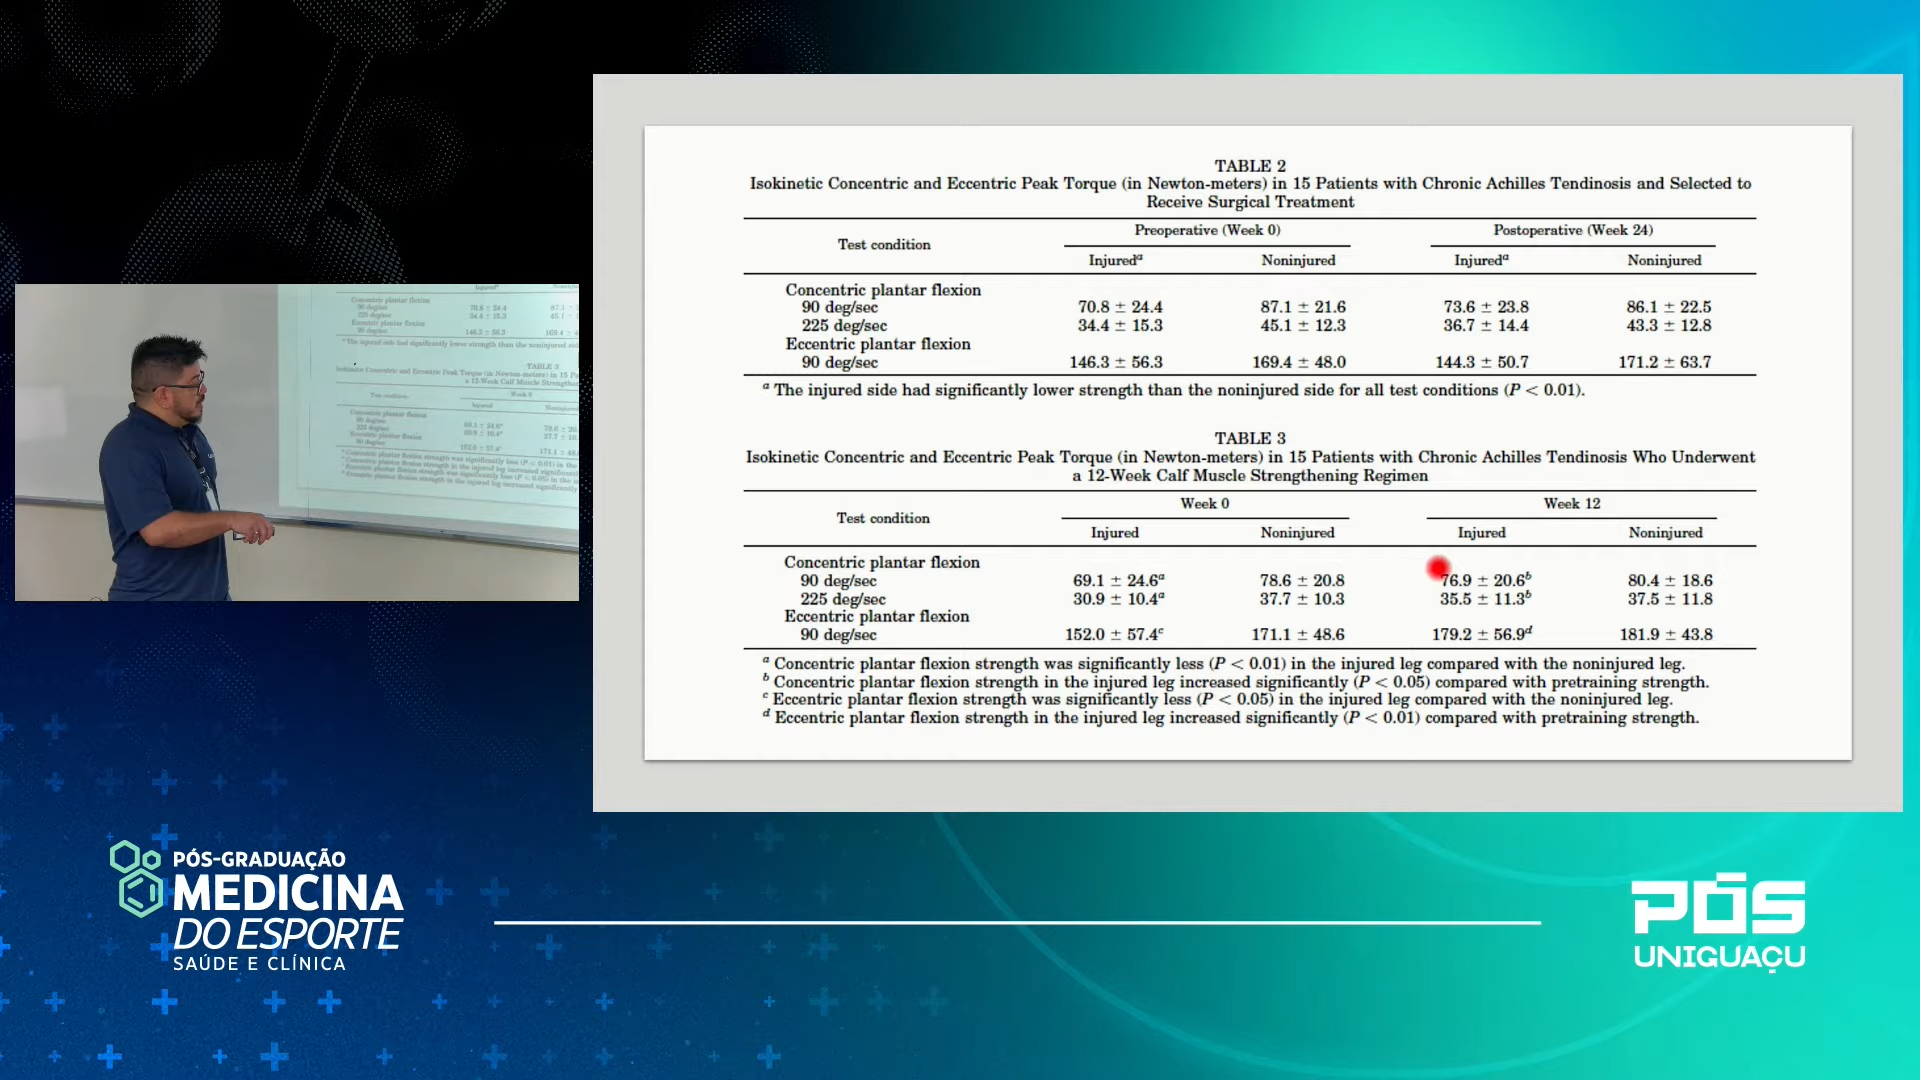 TABLE 2
Isokinetic Concentric and Eccentric Peak Torque (in Newton-meters) in 15 Patients with Chronic Achilles Tendinosis and Selected to
Receive Surgical Treatment
Test condition Preoperative (Week 0) Postoperative (Week 24)
Injuredᵃ Noninjured Injuredᵃ Noninjured
Concentric plantar flexion
90 deg/sec 70.8 ± 24.4 87.1 ± 21.6 73.6 ± 23.8 86.1 ± 22.5
225 deg/sec 34.4 ± 15.3 45.1 ± 12.3 36.7 ± 14.4 43.3 ± 12.8
Eccentric plantar flexion
90 deg/sec 146.3 ± 56.3 169.4 ± 48.0 144.3 ± 50.7 171.2 ± 63.7
ᵃ The injured side had significantly lower strength than the noninjured side for all test conditions (P < 0.01).
TABLE 3
Isokinetic Concentric and Eccentric Peak Torque (in Newton-meters) in 15 Patients with Chronic Achilles Tendinosis Who Underwent
a 12-Week Calf Muscle Strengthening Regimen
Test condition Week 0 Week 12
Injured Noninjured Injured Noninjured
Concentric plantar flexion
90 deg/sec 69.1 ± 24.6ᵃ 78.6 ± 20.8 76.9 ± 20.6ᵇ 80.4 ± 18.6
225 deg/sec 30.9 ± 10.4ᵃ 37.7 ± 10.3 35.5 ± 11.3ᵇ 37.5 ± 11.8
Eccentric plantar flexion
90 deg/sec 152.0 ± 57.4ᶜ 171.1 ± 48.6 179.2 ± 56.9ᵈ 181.9 ± 43.8
ᵃ Concentric plantar flexion strength was significantly less (P < 0.01) in the injured leg compared with the noninjured leg.
ᵇ Concentric plantar flexion strength in the injured leg increased significantly (P < 0.05) compared with pretraining strength.
ᶜ Eccentric plantar flexion strength was significantly less (P < 0.05) in the injured leg compared with the noninjured leg.
ᵈ Eccentric plantar flexion strength in the injured leg increased significantly (P < 0.01) compared with pretraining strength.
PÓS-GRADUAÇÃO
MEDICINA
DO ESPORTE
SAÚDE E CLÍNICA
PÓS
UNIGUAÇU